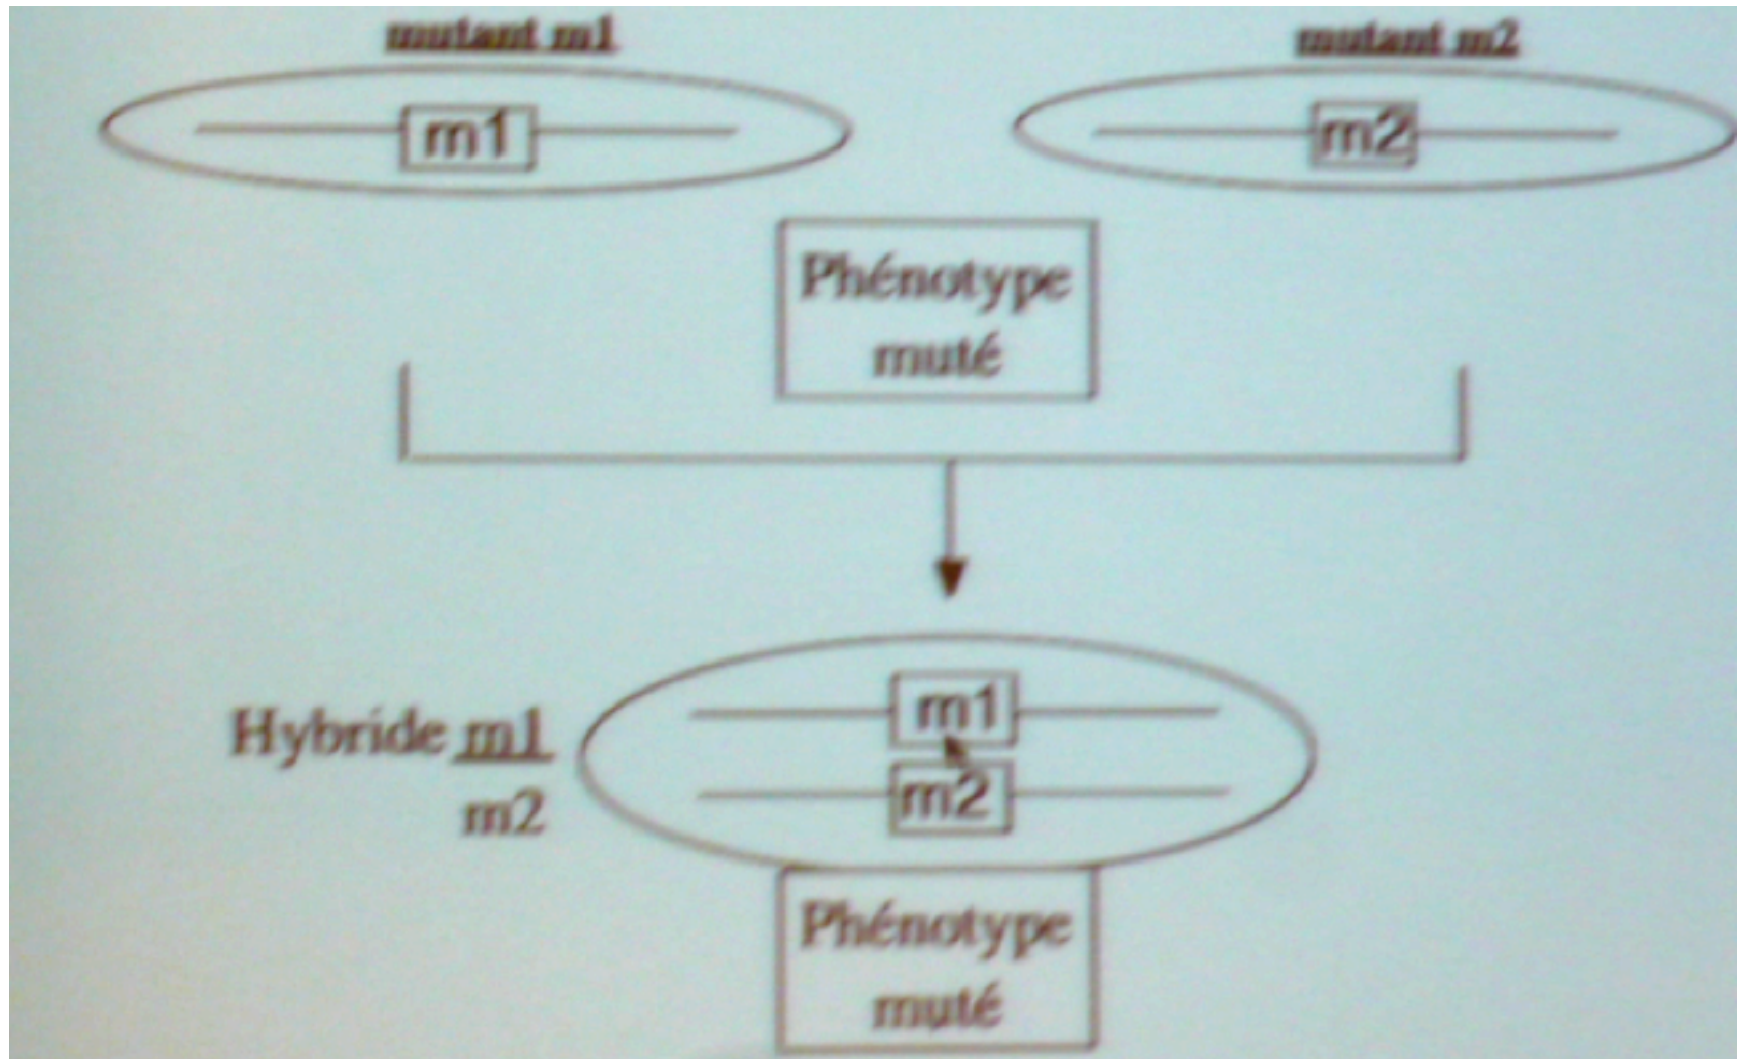 mutant m1
mutant m2
m1
m2
Phénotype
muté
Hybride m1
m2
m1
m2
Phénotype
muté